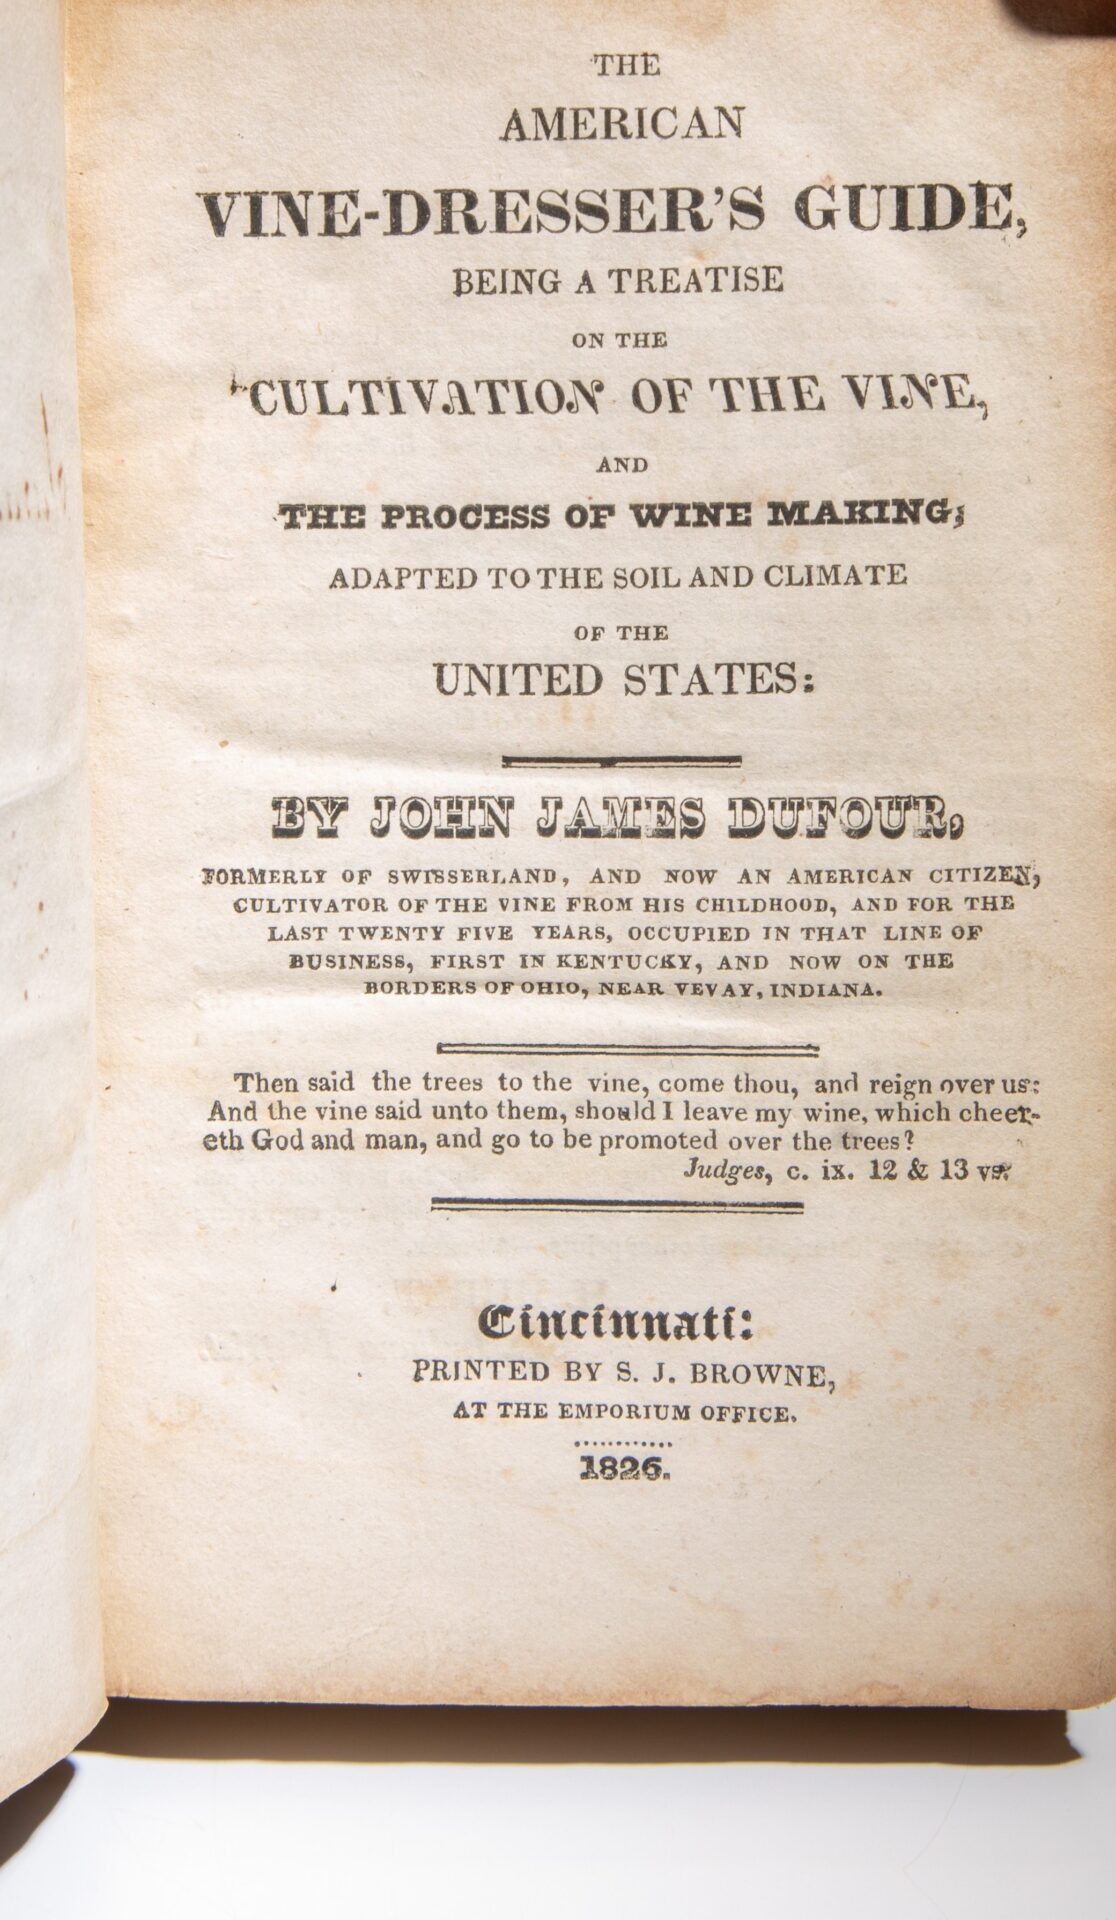 THE
AMERICAN
VINE-DRESSER'S GUIDE,
BEING A TREATISE
ON THE
CULTIVATION OF THE VINE,
AND
THE PROCESS OF WINE MAKING;
ADAPTED TO THE SOIL AND CLIMATE
OF THE
UNITED STATES:
BY JOHN JAMES DUFOUR,
FORMERLY OF SWISSERLAND, AND NOW AN AMERICAN CITIZEN,
CULTIVATOR OF THE VINE FROM HIS CHILDHOOD, AND FOR THE
LAST TWENTY FIVE YEARS, OCCUPIED IN THAT LINE OF
BUSINESS, FIRST IN KENTUCKY, AND NOW ON THE
BORDERS OF OHIO, NEAR VEVAY, INDIANA.
Then said the trees to the vine, come thou, and reign over us:
And the vine said unto them, should I leave my wine, which cheer-
eth God and man, and go to be promoted over the trees?
Judges, c. ix. 12 & 13 vs.
Cincinnati:
PRINTED BY S. J. BROWNE,
AT THE EMPORIUM OFFICE.
1826.